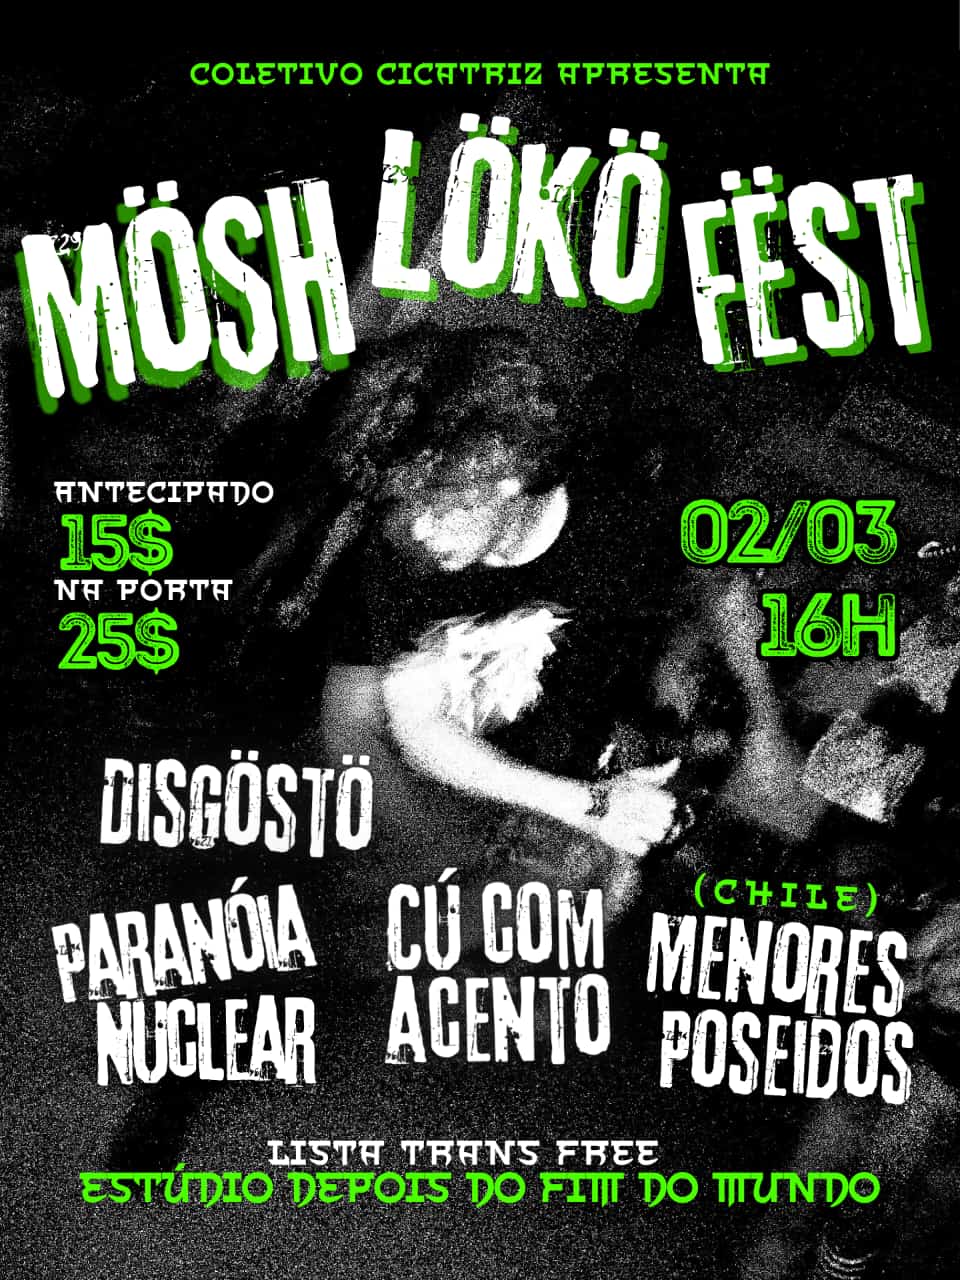 COLETIVO CICATRIZ APRESENTA
MÖSH LÖKÖ FËST
ANTECIPADO
15$
NA PORTA
25$
02/03
16H
DISGÖSTÖ
PARANÓIA
NUCLEAR
CÚ COM
ACENTO
(CHILE)
MENORES
POSEIDOS
LISTA TRANS FREE
ESTÚDIO DEPOIS DO FIM DO MUNDO